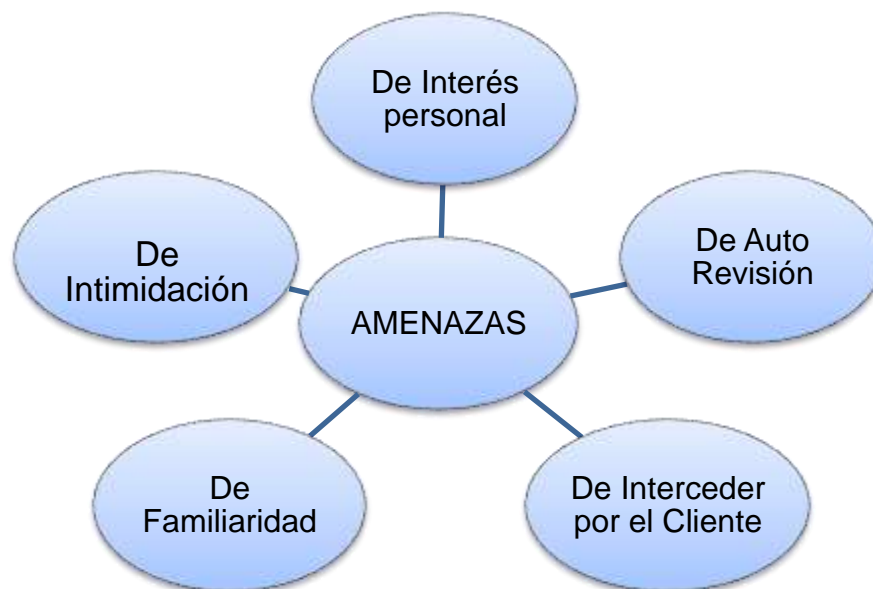 De Interés
personal
De Auto
Revisión
De Interceder
por el Cliente
De
Familiaridad
De
Intimidación
AMENAZAS